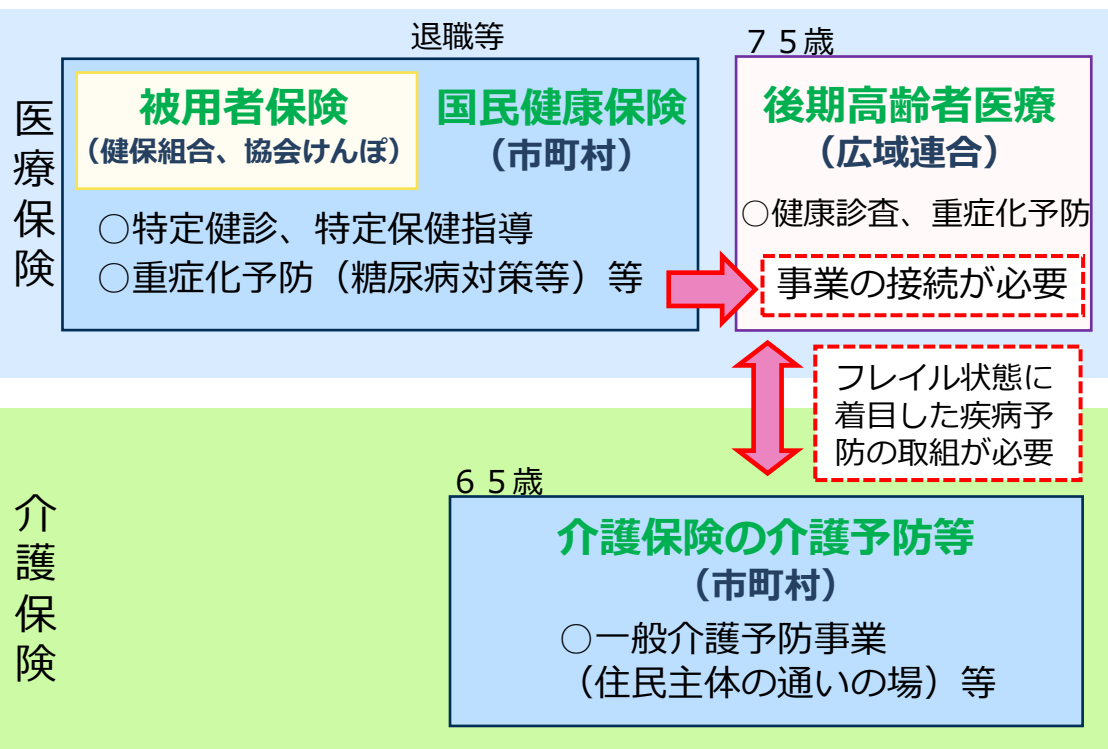 医療保険
退職等
７５歳
被用者保険
（健保組合、協会けんぽ）
国民健康保険
（市町村）
○特定健診、特定保健指導
○重症化予防（糖尿病対策等）等
後期高齢者医療
（広域連合）
○健康診査、重症化予防
事業の接続が必要
フレイル状態に
着目した疾病予
防の取組が必要
介護保険
６５歳
介護保険の介護予防等
（市町村）
○一般介護予防事業
（住民主体の通いの場）等